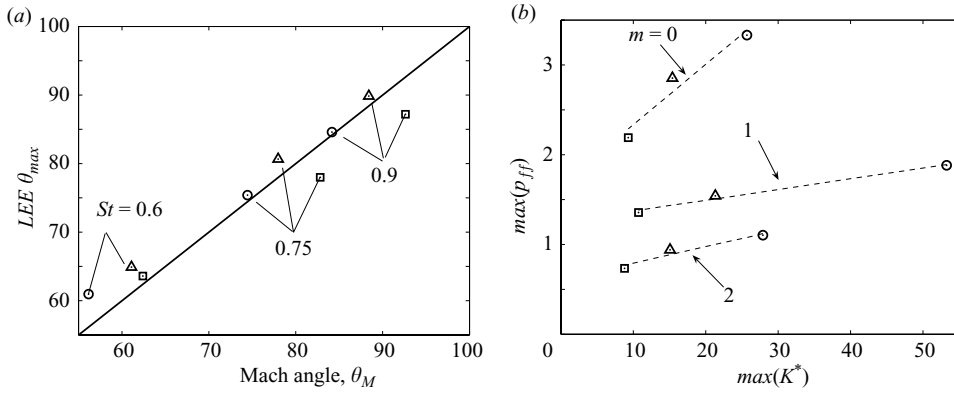 (a)
100
90
80
70
60
LEE θmax
St = 0.6
0.75
0.9
60
70
80
90
100
Mach angle, θM
(b)
3
2
1
0
max(pff)
m = 0
1
2
10
20
30
40
50
max(K*)